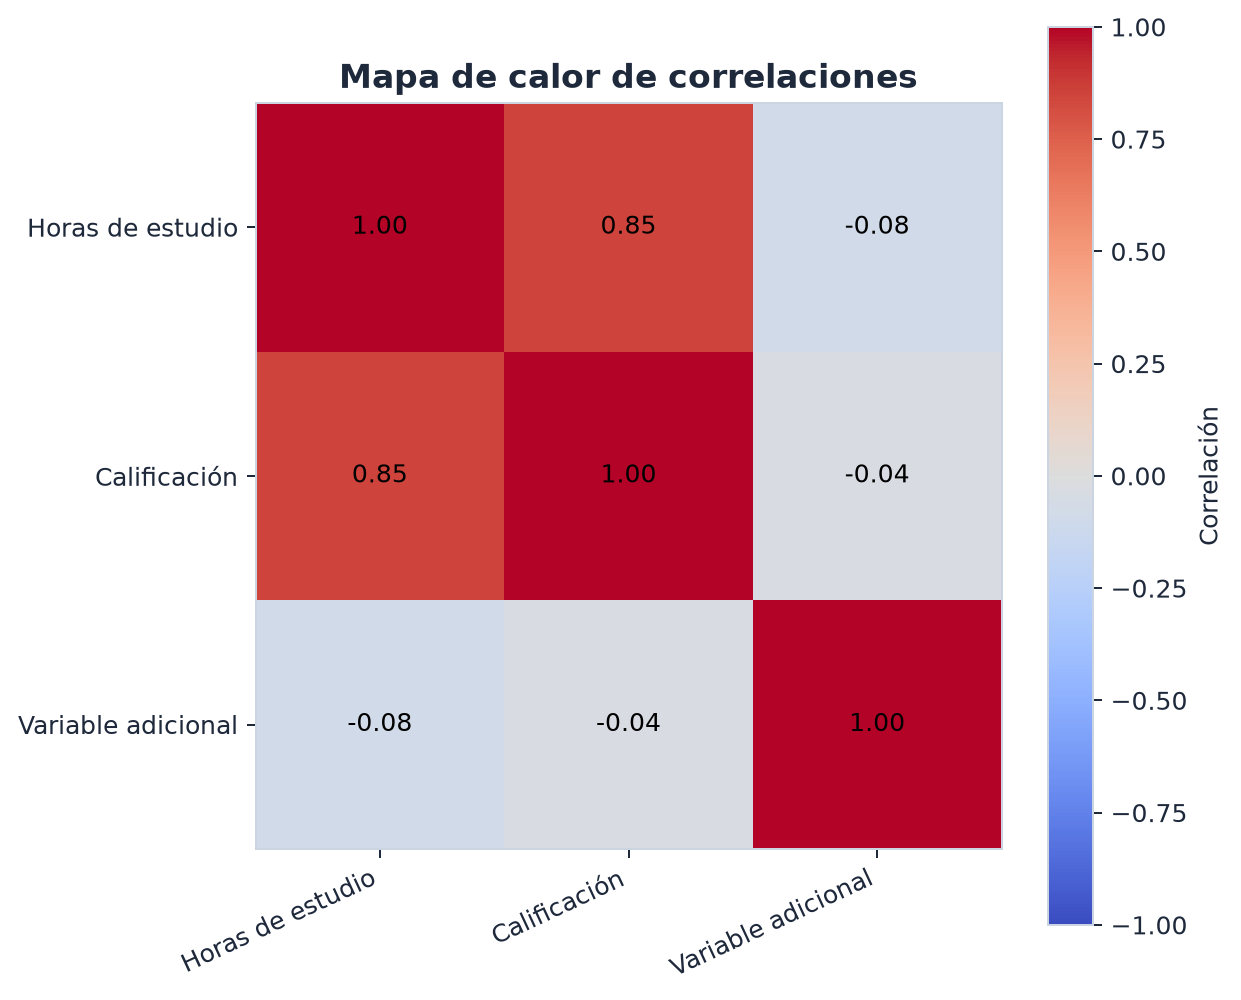 Mapa de calor de correlaciones
Horas de estudio
1.00
0.85
-0.08
Calificación
0.85
1.00
-0.04
Variable adicional
-0.08
-0.04
1.00
Horas de estudio
Calificación
Variable adicional
1.00
0.75
0.50
0.25
0.00
−0.25
−0.50
−0.75
−1.00
Correlación